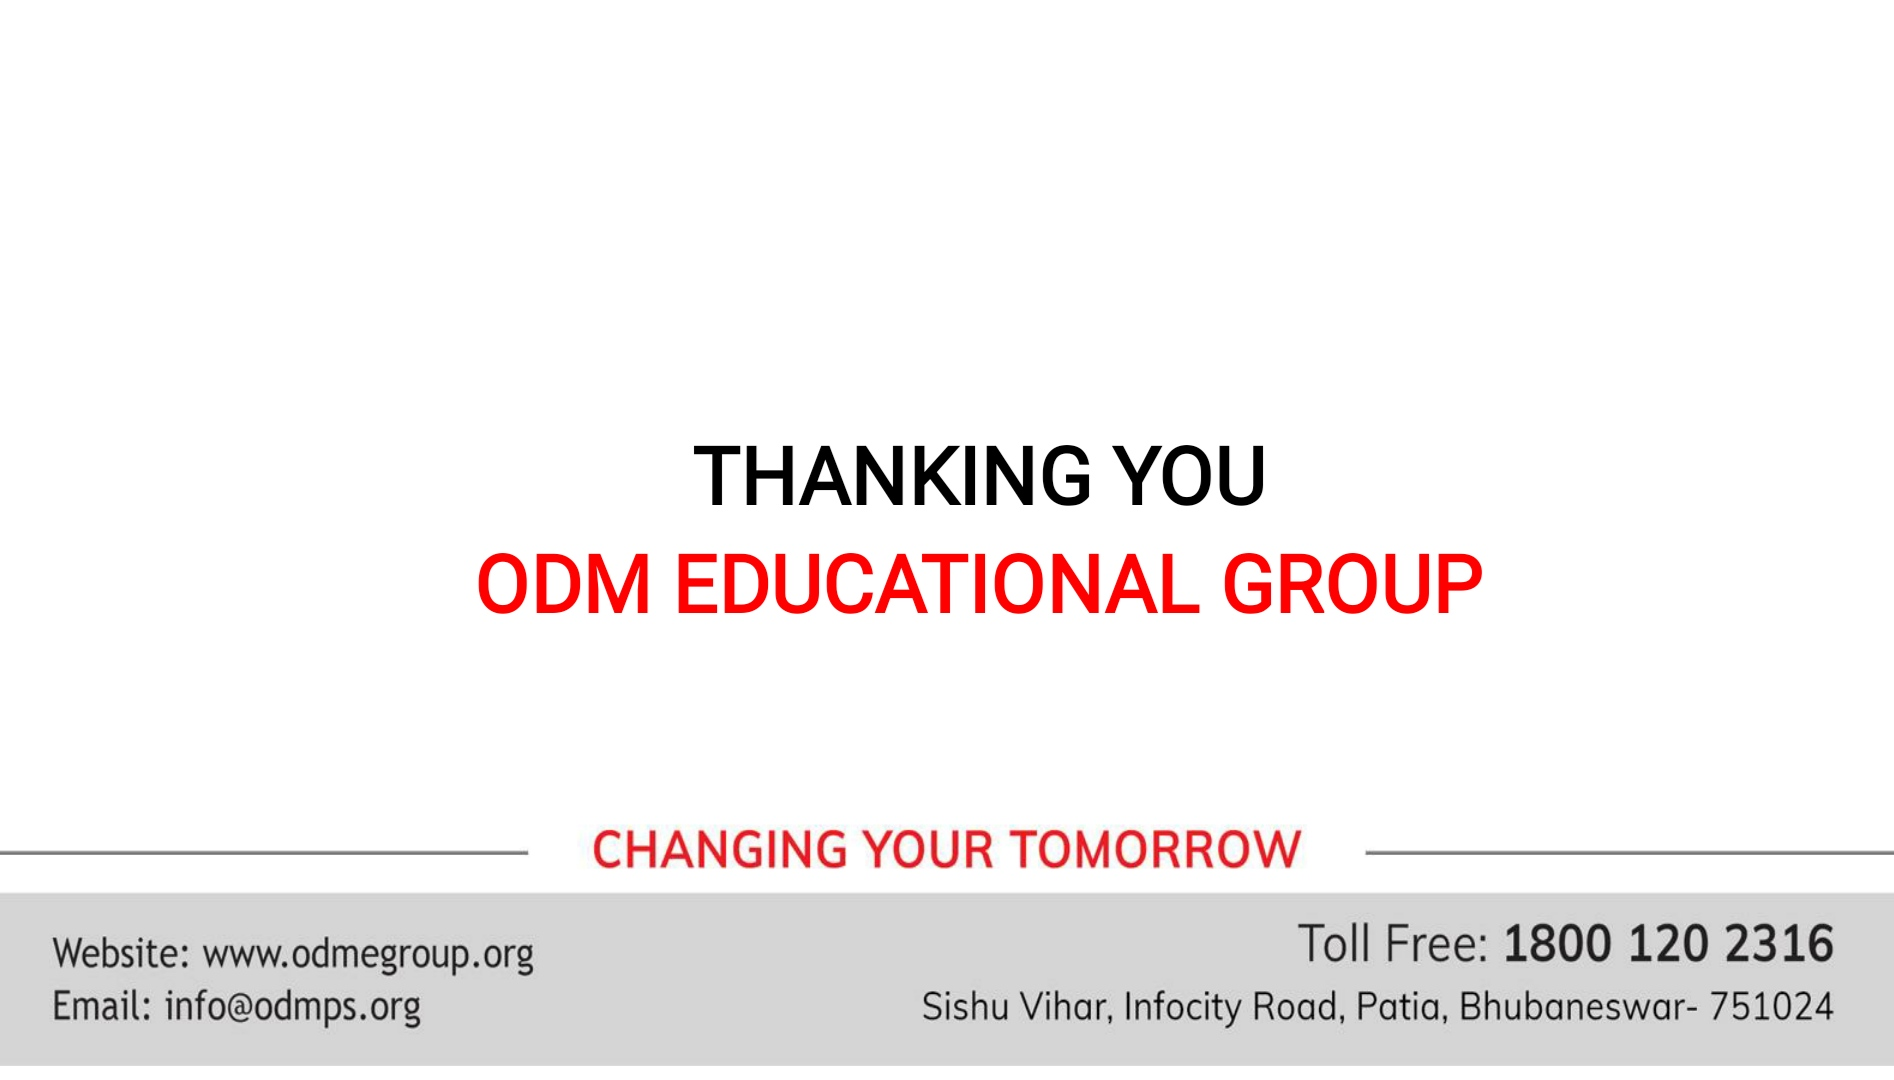 THANKING YOU
ODM EDUCATIONAL GROUP
CHANGING YOUR TOMORROW
Website: www.odmegroup.org
Email: info@odmps.org
Toll Free: 1800 120 2316
Sishu Vihar, Infocity Road, Patia, Bhubaneswar- 751024